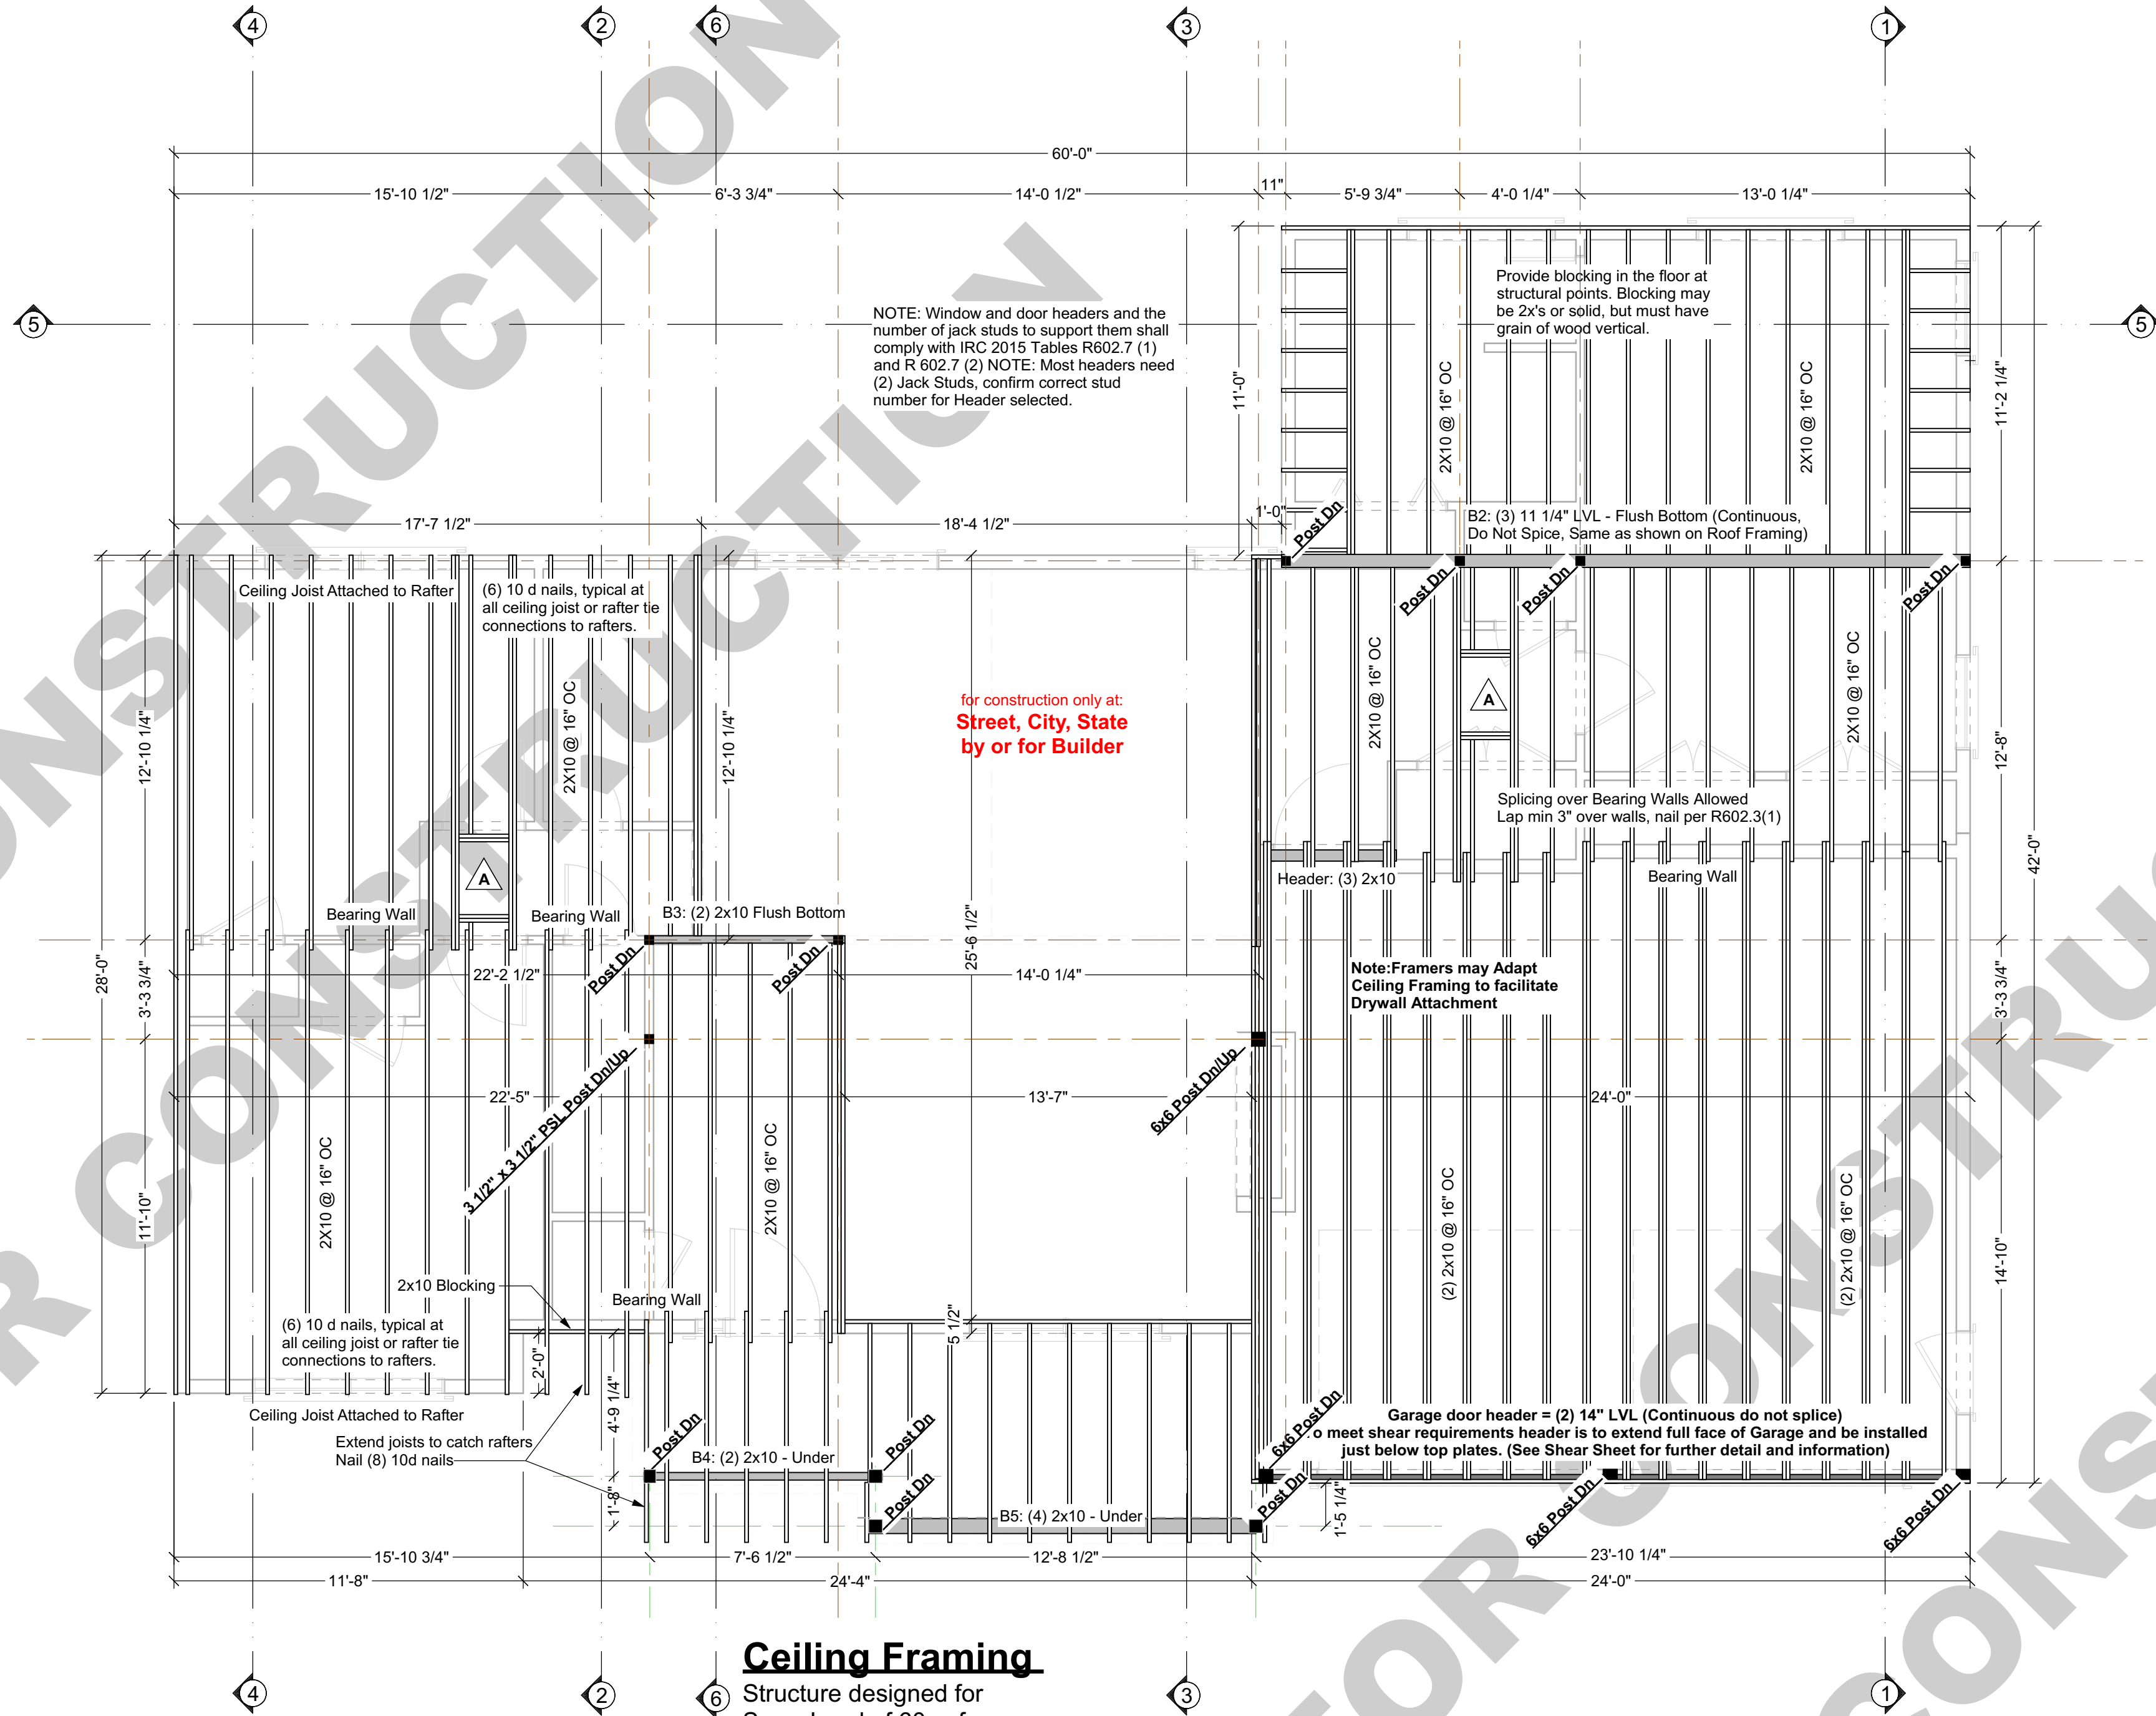 4
2
6
3
1
60'-0"
15'-10 1/2"
6'-3 3/4"
14'-0 1/2"
11"
5'-9 3/4"
4'-0 1/4"
13'-0 1/4"
5
5
NOTE: Window and door headers and the
number of jack studs to support them shall
comply with IRC 2015 Tables R602.7 (1)
and R 602.7 (2) NOTE: Most headers need
(2) Jack Studs, confirm correct stud
number for Header selected.
Provide blocking in the floor at
structural points. Blocking may
be 2x's or solid, but must have
grain of wood vertical.
11'-0"
2X10 @ 16" OC
2X10 @ 16" OC
11'-2 1/4"
17'-7 1/2"
18'-4 1/2"
1'-0"
Post Dn
B2: (3) 11 1/4" LVL - Flush Bottom (Continuous,
Do Not Spice, Same as shown on Roof Framing)
Post Dn
Post Dn
Post Dn
Ceiling Joist Attached to Rafter
(6) 10 d nails, typical at
all ceiling joist or rafter tie
connections to rafters.
12'-10 1/4"
2X10 @ 16" OC
12'-10 1/4"
for construction only at:
Street, City, State
by or for Builder
2X10 @ 16" OC
A
2X10 @ 16" OC
12'-8"
Splicing over Bearing Walls Allowed
Lap min 3" over walls, nail per R602.3(1)
42'-0"
A
Header: (3) 2x10
Bearing Wall
Bearing Wall
Bearing Wall
B3: (2) 2x10 Flush Bottom
28'-0"
3'-3 3/4"
22'-2 1/2"
Post Dn
Post Dn
25'-6 1/2"
14'-0 1/4"
Note:Framers may Adapt
Ceiling Framing to facilitate
Drywall Attachment
3'-3 3/4"
3 1/2" x 3 1/2" PSL Post Dn/Up
6x6 Post Dn/Up
22'-5"
13'-7"
24'-0"
11'-10"
2X10 @ 16" OC
2X10 @ 16" OC
(2) 2x10 @ 16" OC
(2) 2x10 @ 16" OC
14'-10"
2x10 Blocking
Bearing Wall
(6) 10 d nails, typical at
all ceiling joist or rafter tie
connections to rafters.
2'-0"
4'-9 1/4"
5 1/2"
Ceiling Joist Attached to Rafter
Extend joists to catch rafters
Nail (8) 10d nails
Post Dn
B4: (2) 2x10 - Under
Post Dn
Post Dn
6x6 Post Dn
Garage door header = (2) 14" LVL (Continuous do not splice)
o meet shear requirements header is to extend full face of Garage and be installed
just below top plates. (See Shear Sheet for further detail and information)
1'-8"
B5: (4) 2x10 - Under
Post Dn
1'-5 1/4"
6x6 Post Dn
6x6 Post Dn
15'-10 3/4"
7'-6 1/2"
12'-8 1/2"
23'-10 1/4"
11'-8"
24'-4"
24'-0"
Ceiling Framing
Structure designed for
4
2
6
3
1
CONSTRUCTION
FOR CONSTRUCTION
FOR CONSTRUC
CONS